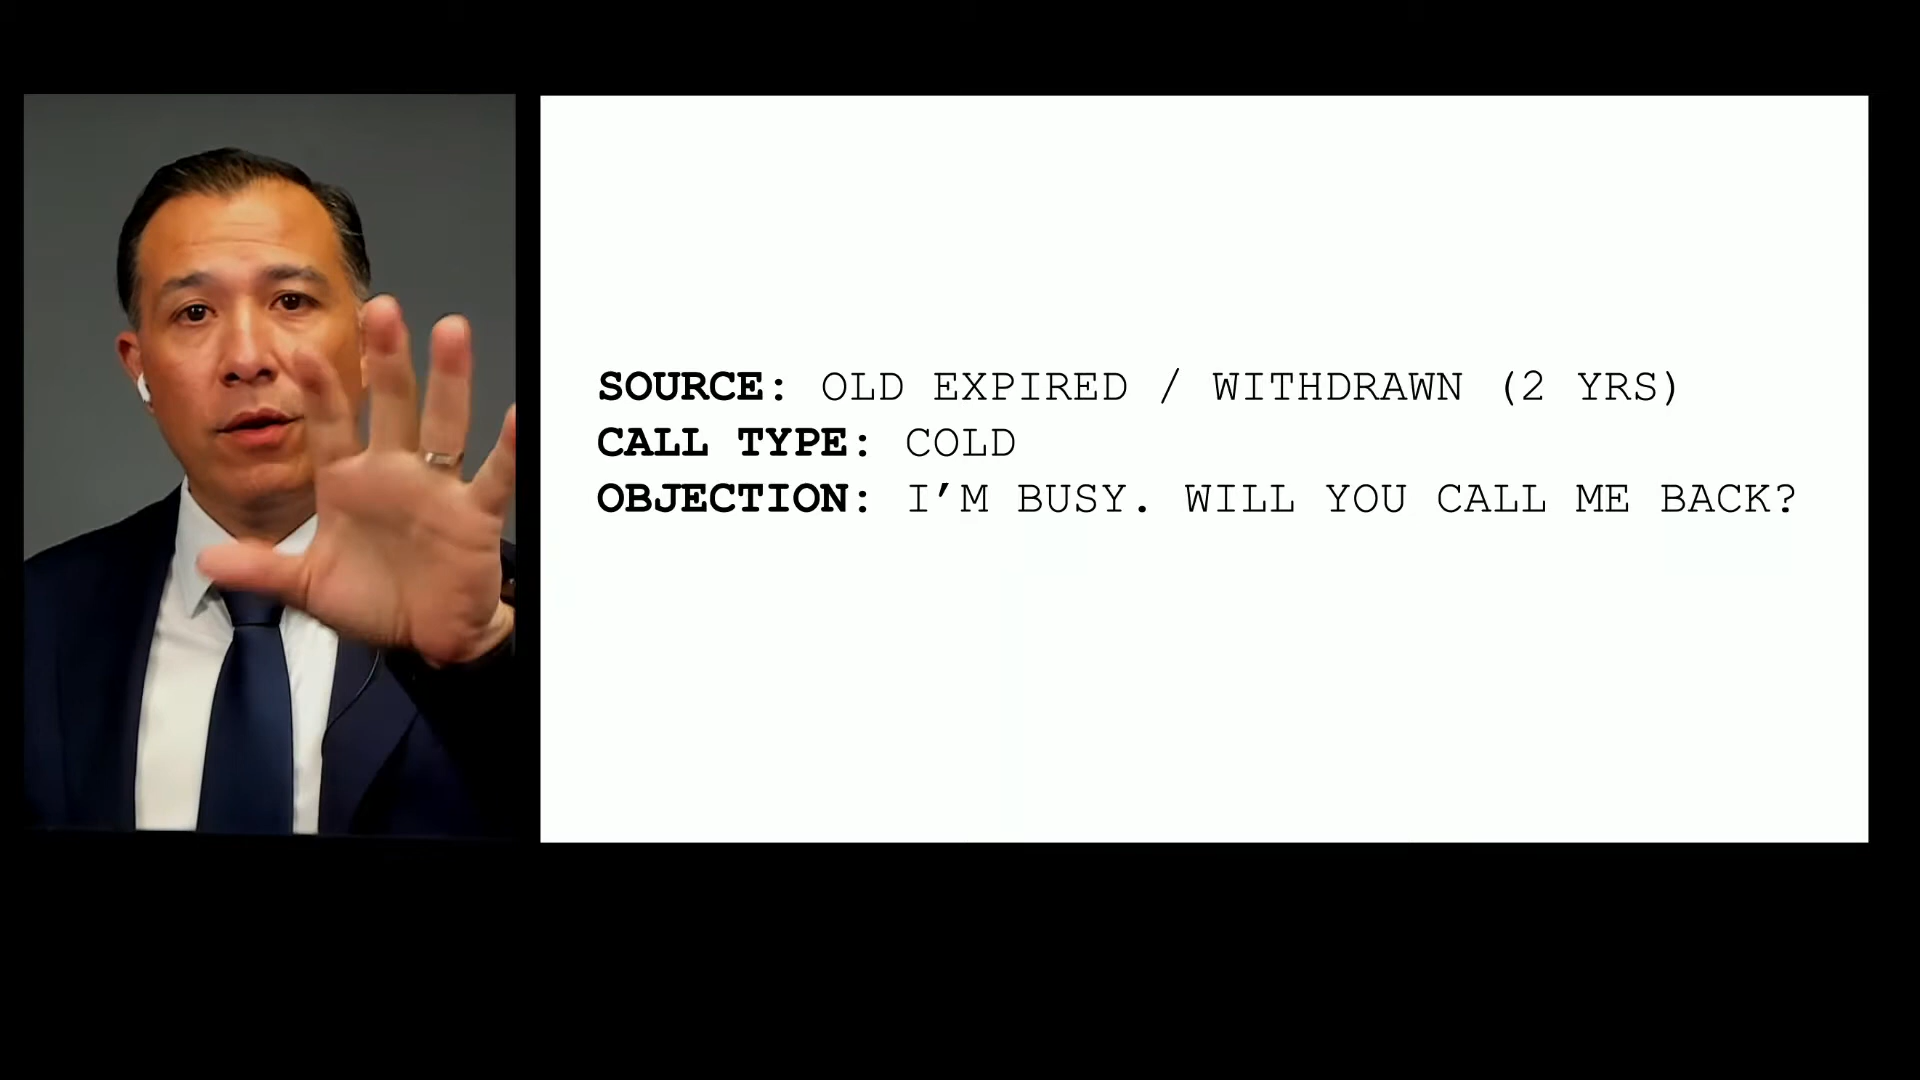 SOURCE: OLD EXPIRED / WITHDRAWN (2 YRS)
CALL TYPE: COLD
OBJECTION: I’M BUSY. WILL YOU CALL ME BACK?